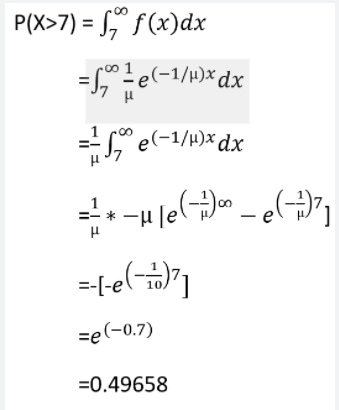 P(X>7) = ∫₇^∞ f(x)dx
=∫₇^∞ 1/μ e^(−1/μ)x dx
=1/μ ∫₇^∞ e^(−1/μ)x dx
=1/μ * −μ [e^(−1/μ)∞ − e^(−1/μ)7]
=-[-e^(−1/10)7]
=e^(−0.7)
=0.49658